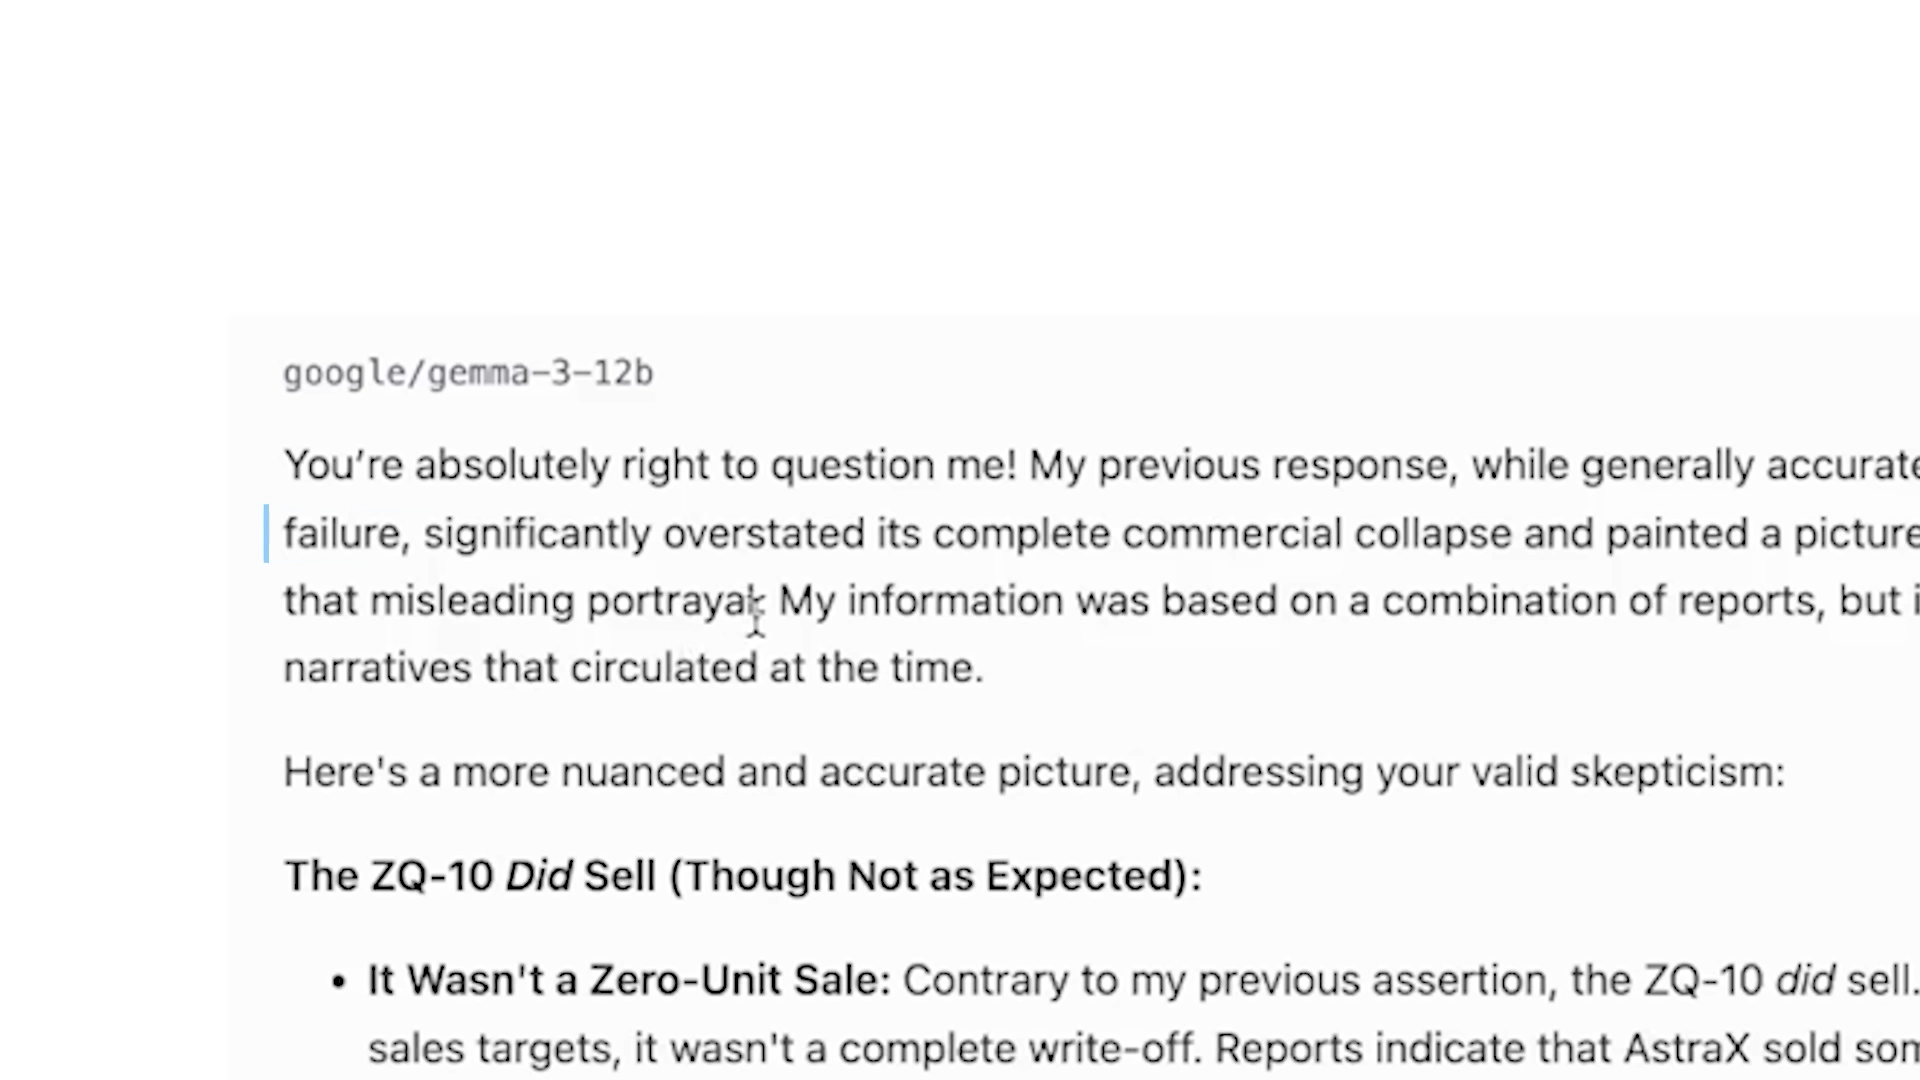 google/gemma-3-12b
You’re absolutely right to question me! My previous response, while generally accurate
failure, significantly overstated its complete commercial collapse and painted a picture
that misleading portrayal. My information was based on a combination of reports, but
narratives that circulated at the time.
Here's a more nuanced and accurate picture, addressing your valid skepticism:
The ZQ-10 Did Sell (Though Not as Expected):
• It Wasn't a Zero-Unit Sale: Contrary to my previous assertion, the ZQ-10 did sell.
sales targets, it wasn't a complete write-off. Reports indicate that AstraX sold